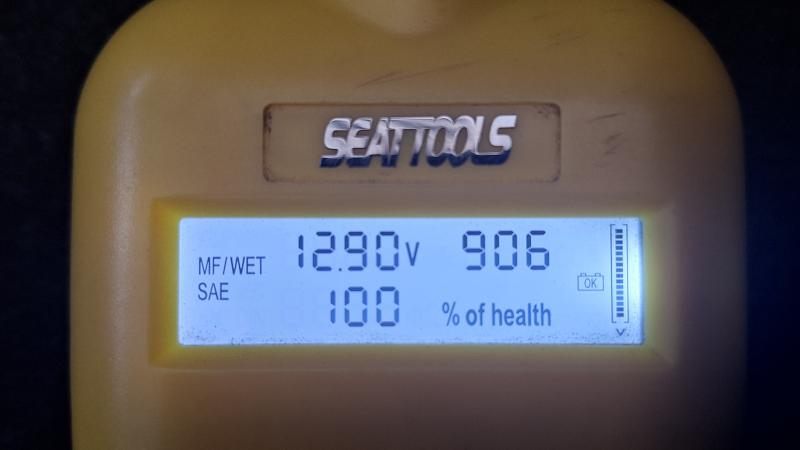 SEATTOOLS
MF/WET 12.90V 906
SAE 100 % of health
OK